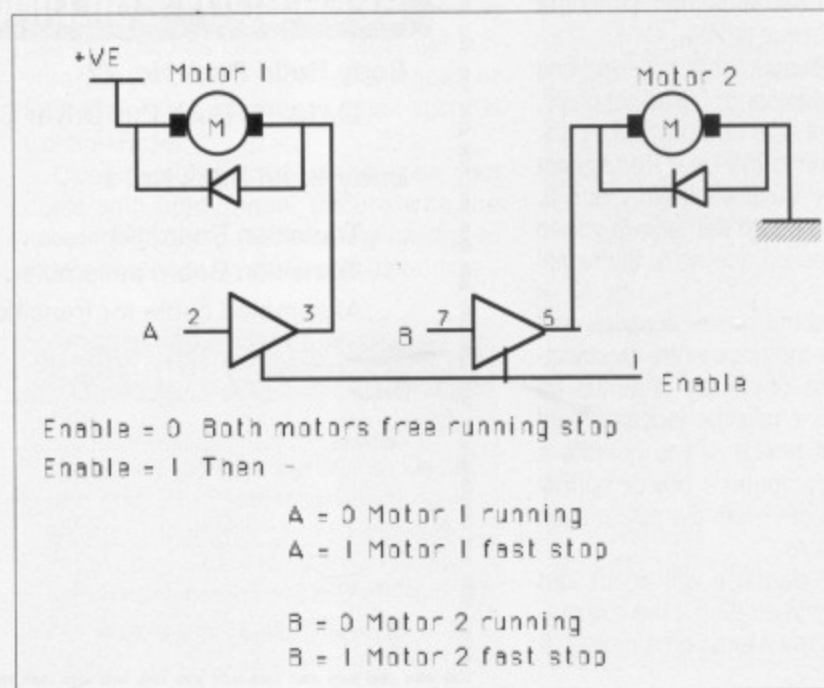 +VE
Motor 1
Motor 2
M
M
A
2
3
B
7
5
1
Enable
Enable = 0 Both motors free running stop
Enable = 1 Then -
A = 0 Motor 1 running
A = 1 Motor 1 fast stop
B = 0 Motor 2 running
B = 1 Motor 2 fast stop